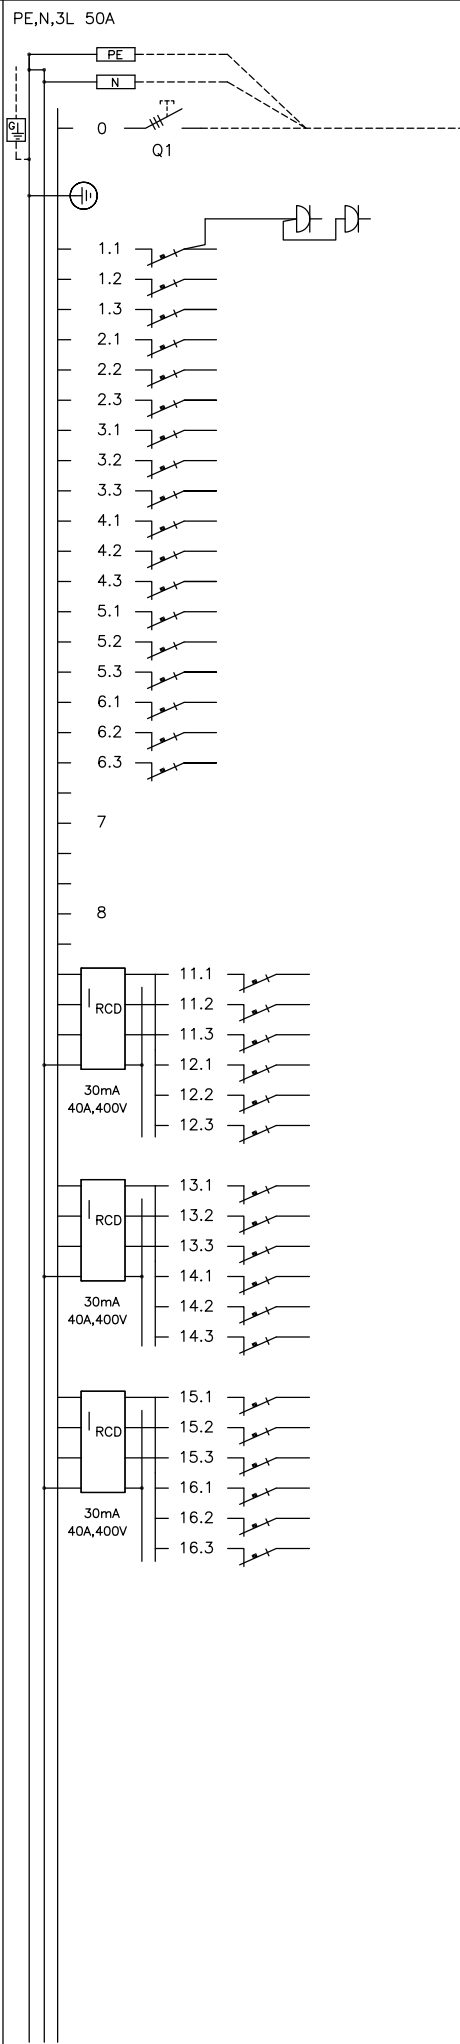 PE,N,3L 50A
PE
N
G
0
Q1
1.1
1.2
1.3
2.1
2.2
2.3
3.1
3.2
3.3
4.1
4.2
4.3
5.1
5.2
5.3
6.1
6.2
6.3
7
8
11.1
11.2
I RCD
11.3
12.1
30mA
12.2
40A,400V
12.3
13.1
13.2
I RCD
13.3
14.1
30mA
14.2
40A,400V
14.3
15.1
15.2
I RCD
15.3
16.1
30mA
16.2
40A,400V
16.3